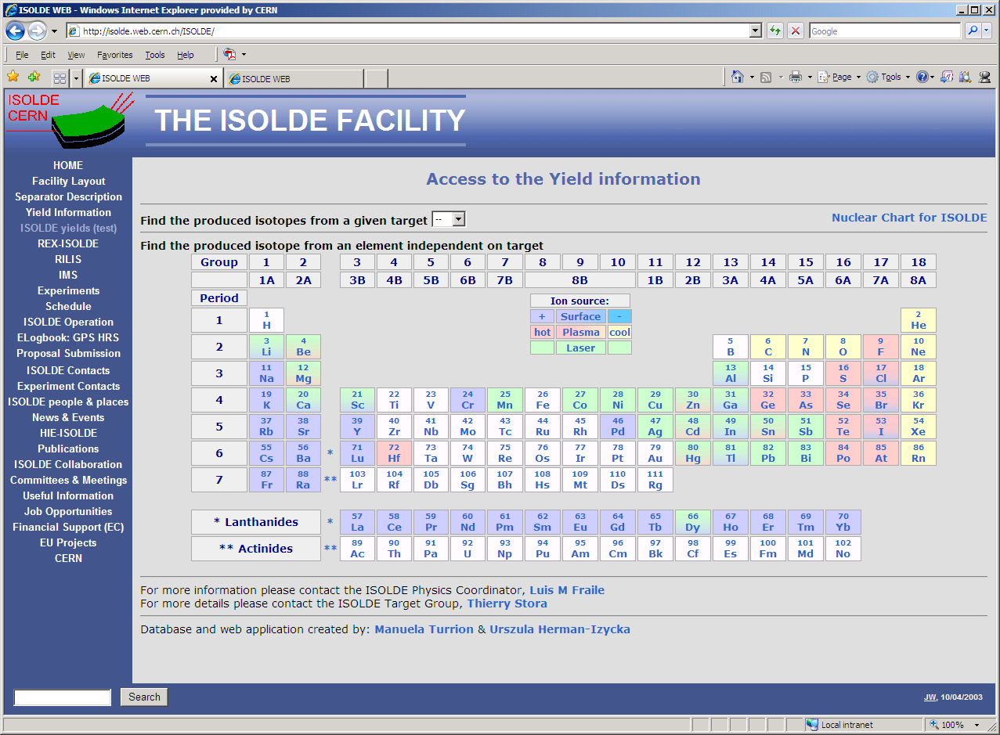 ISOLDE WEB - Windows Internet Explorer provided by CERN
http://isolde.web.cern.ch/ISOLDE/
Google
File Edit View Favorites Tools Help
ISOLDE WEB
ISOLDE WEB
Page
Tools
ISOLDE
CERN
THE ISOLDE FACILITY
HOME
Facility Layout
Separator Description
Yield Information
ISOLDE yields (test)
REX-ISOLDE
RILIS
IMS
Experiments
Schedule
ISOLDE Operation
ELogbook: GPS HRS
Proposal Submission
ISOLDE Contacts
Experiment Contacts
ISOLDE people & places
News & Events
HIE-ISOLDE
Publications
ISOLDE Collaboration
Committees & Meetings
Useful Information
Job Opportunities
Financial Support (EC)
EU Projects
CERN
Access to the Yield information
Find the produced isotopes from a given target --
Nuclear Chart for ISOLDE
Find the produced isotope from an element independent on target
Group 1 2 3 4 5 6 7 8 9 10 11 12 13 14 15 16 17 18
1A 2A 3B 4B 5B 6B 7B 8B 1B 2B 3A 4A 5A 6A 7A 8A
Period
Ion source:
+ Surface -
hot Plasma cool
Laser
1 2
1 H He
3 4 5 6 7 8 9 10
2 Li Be B C N O F Ne
11 12 13 14 15 16 17 18
3 Na Mg Al Si P S Cl Ar
19 20 21 22 23 24 25 26 27 28 29 30 31 32 33 34 35 36
4 K Ca Sc Ti V Cr Mn Fe Co Ni Cu Zn Ga Ge As Se Br Kr
37 38 39 40 41 42 43 44 45 46 47 48 49 50 51 52 53 54
5 Rb Sr Y Zr Nb Mo Tc Ru Rh Pd Ag Cd In Sn Sb Te I Xe
55 56 71 72 73 74 75 76 77 78 79 80 81 82 83 84 85 86
6 Cs Ba * Lu Hf Ta W Re Os Ir Pt Au Hg Tl Pb Bi Po At Rn
87 88 103 104 105 106 107 108 109 110 111
7 Fr Ra ** Lr Rf Db Sg Bh Hs Mt Ds Rg
57 58 59 60 61 62 63 64 65 66 67 68 69 70
* Lanthanides * La Ce Pr Nd Pm Sm Eu Gd Tb Dy Ho Er Tm Yb
89 90 91 92 93 94 95 96 97 98 99 100 101 102
** Actinides ** Ac Th Pa U Np Pu Am Cm Bk Cf Es Fm Md No
For more information please contact the ISOLDE Physics Coordinator, Luis M Fraile
For more details please contact the ISOLDE Target Group, Thierry Stora
Database and web application created by: Manuela Turrion & Urszula Herman-Izycka
Search
JW, 10/04/2003
Local intranet
100%